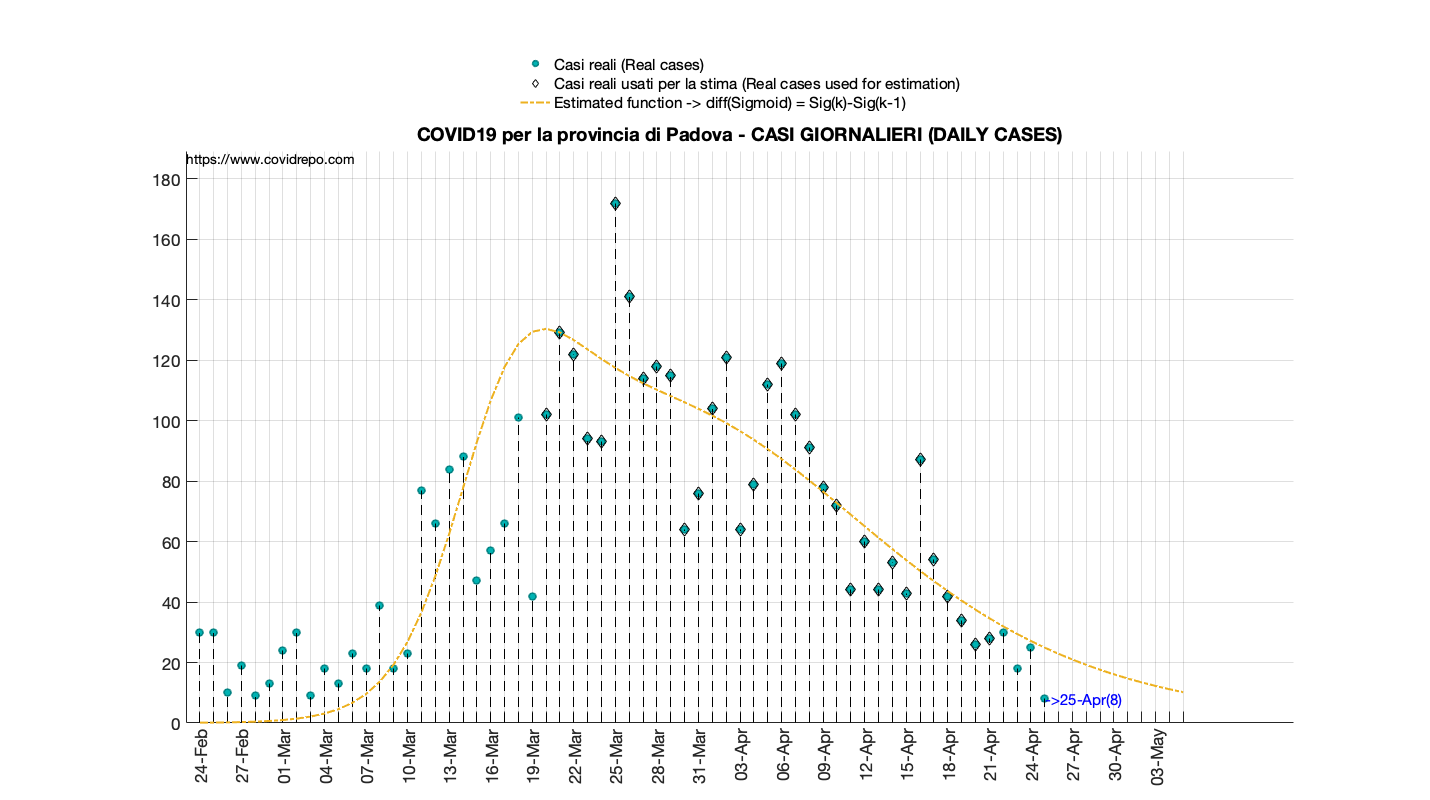 Casi reali (Real cases)
Casi reali usati per la stima (Real cases used for estimation)
Estimated function -> diff(Sigmoid) = Sig(k)-Sig(k-1)
COVID19 per la provincia di Padova - CASI GIORNALIERI (DAILY CASES)
https://www.covidrepo.com
180
160
140
120
100
80
60
40
20
0
->25-Apr(8)
24-Feb
27-Feb
01-Mar
04-Mar
07-Mar
10-Mar
13-Mar
16-Mar
19-Mar
22-Mar
25-Mar
28-Mar
31-Mar
03-Apr
06-Apr
09-Apr
12-Apr
15-Apr
18-Apr
21-Apr
24-Apr
27-Apr
30-Apr
03-May